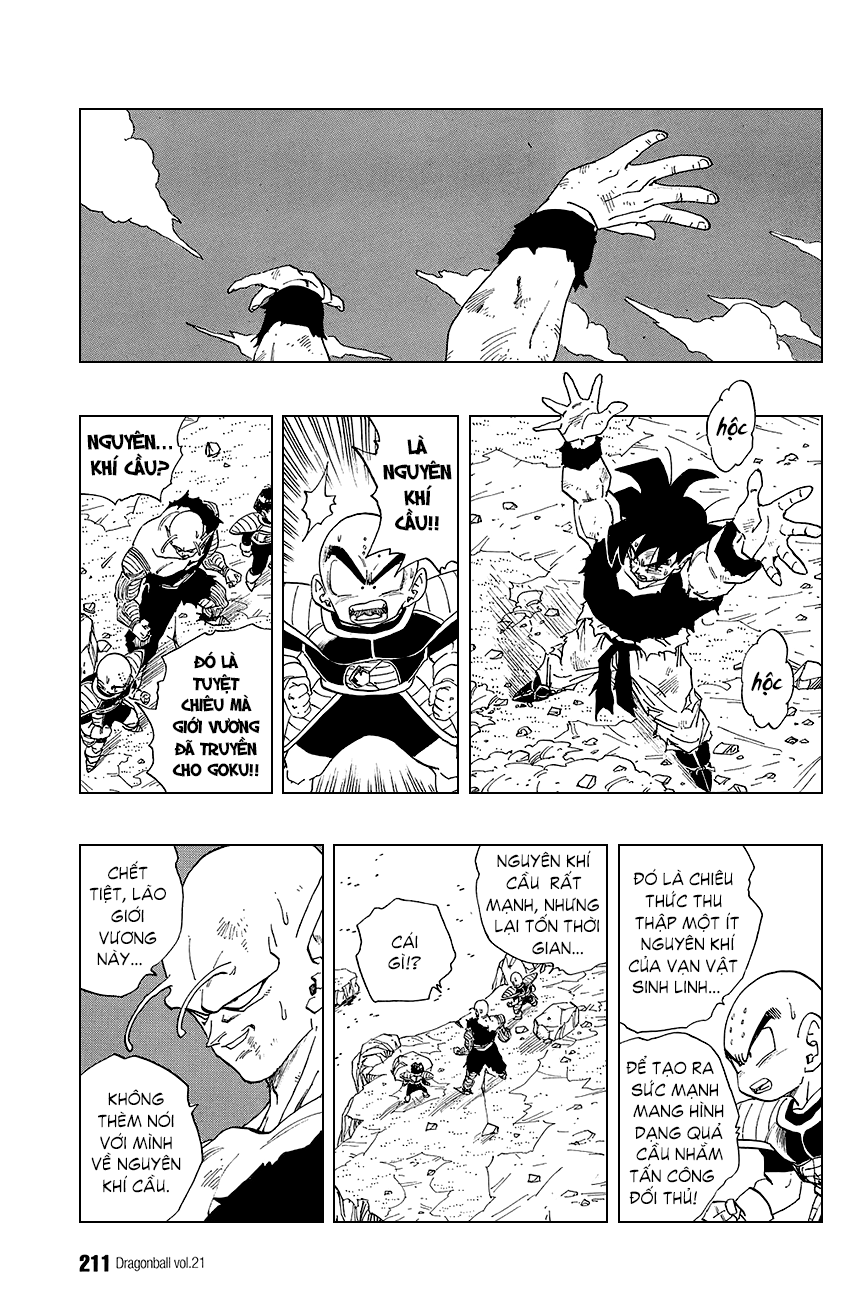 HỘC
HỘC
LÀ
NGUYÊN
KHÍ
CẦU!!
NGUYÊN...
KHÍ CẦU?
ĐÓ LÀ
TUYỆT
CHIÊU MÀ
GIỚI VƯƠNG
ĐÃ TRUYỀN
CHO GOKU!!
ĐÓ LÀ CHIÊU
THỨC THU
THẬP MỘT ÍT
NGUYÊN KHÍ
CỦA VẠN VẬT
SINH LINH...
ĐỂ TẠO RA
SỨC MẠNH
MANG HÌNH
DẠNG QUẢ
CẦU NHẰM
TẤN CÔNG
ĐỐI THỦ!
NGUYÊN KHÍ
CẦU RẤT
MẠNH, NHƯNG
LẠI TỐN THỜI
GIAN...
CÁI
GÌ!?
CHẾT
TIỆT, LÃO
GIỚI
VƯƠNG
NÀY...
KHÔNG
THÈM NÓI
VỚI MÌNH
VỀ NGUYÊN
KHÍ CẦU.
211 Dragonball vol.21